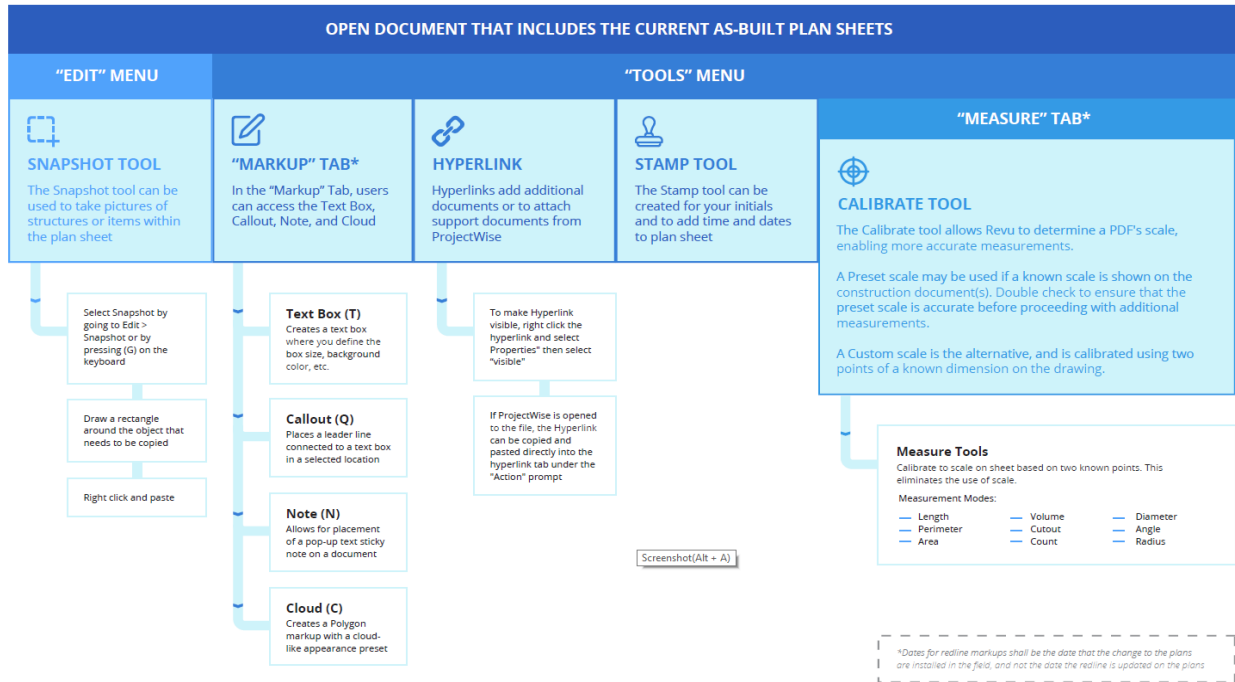 OPEN DOCUMENT THAT INCLUDES THE CURRENT AS-BUILT PLAN SHEETS
“EDIT” MENU
“TOOLS” MENU
SNAPSHOT TOOL
The Snapshot tool can be
used to take pictures of
structures or items within
the plan sheet
Select Snapshot by
going to Edit >
Snapshot or by
pressing (G) on the
keyboard
Draw a rectangle
around the object that
needs to be copied
Right click and paste
“MARKUP” TAB*
In the “Markup” Tab, users
can access the Text Box,
Callout, Note, and Cloud
Text Box (T)
Creates a text box
where you define the
box size, background
color, etc.
Callout (Q)
Places a leader line
connected to a text box
in a selected location
Note (N)
Allows for placement
of a pop-up text sticky
note on a document
Cloud (C)
Creates a Polygon
markup with a cloud-
like appearance preset
HYPERLINK
Hyperlinks add additional
documents or to attach
support documents from
ProjectWise
To make Hyperlink
visible, right click the
hyperlink and select
Properties" then select
"visible"
If ProjectWise is opened
to the file, the Hyperlink
can be copied and
pasted directly into the
hyperlink tab under the
"Action" prompt
STAMP TOOL
The Stamp tool can be
created for your initials
and to add time and dates
to plan sheet
Screenshot(Alt + A)
“MEASURE” TAB*
CALIBRATE TOOL
The Calibrate tool allows Revu to determine a PDF's scale,
enabling more accurate measurements.
A Preset scale may be used if a known scale is shown on the
construction document(s). Double check to ensure that the
preset scale is accurate before proceeding with additional
measurements.
A Custom scale is the alternative, and is calibrated using two
points of a known dimension on the drawing.
Measure Tools
Calibrate to scale on sheet based on two known points. This
eliminates the use of scale.
Measurement Modes:
— Length
— Perimeter
— Area
— Volume
— Cutout
— Count
— Diameter
— Angle
— Radius
*Dates for redline markups shall be the date that the change to the plans
are installed in the field, and not the date the redline is updated on the plans